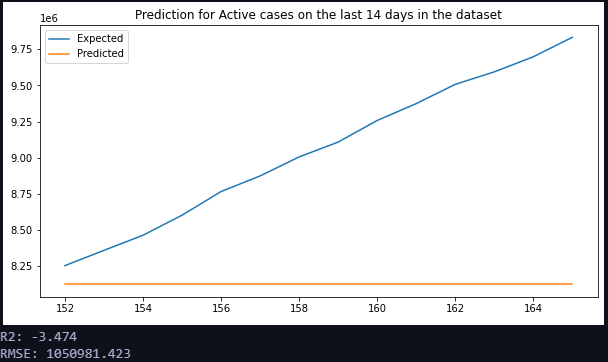 Prediction for Active cases on the last 14 days in the dataset
1e6
Expected
Predicted
9.75
9.50
9.25
9.00
8.75
8.50
8.25
152 154 156 158 160 162 164
R2: -3.474
RMSE: 1050981.423